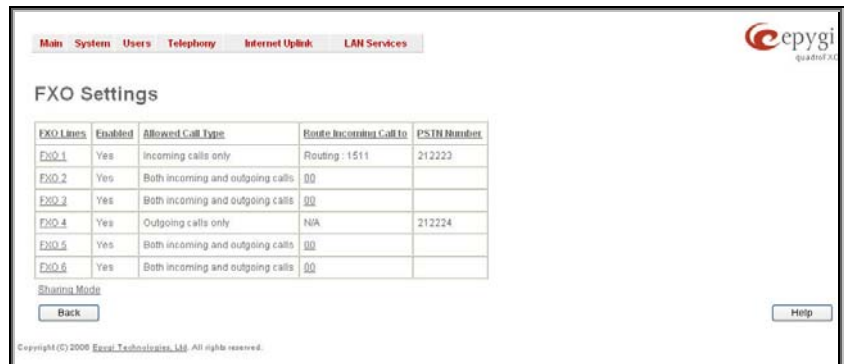 Main System Users Telephony Internet Uplink LAN Services
epygi
quadroFXO
FXO Settings
FXO Lines Enabled Allowed Call Type Route Incoming Call to PSTN Number
FXO 1 Yes Incoming calls only Routing : 1511 212223
FXO 2 Yes Both incoming and outgoing calls 00
FXO 3 Yes Both incoming and outgoing calls 00
FXO 4 Yes Outgoing calls only N/A 212224
FXO 5 Yes Both incoming and outgoing calls 00
FXO 6 Yes Both incoming and outgoing calls 00
Sharing Mode
Back Help
Copyright (C) 2006 Epygi Technologies, Ltd. All rights reserved.